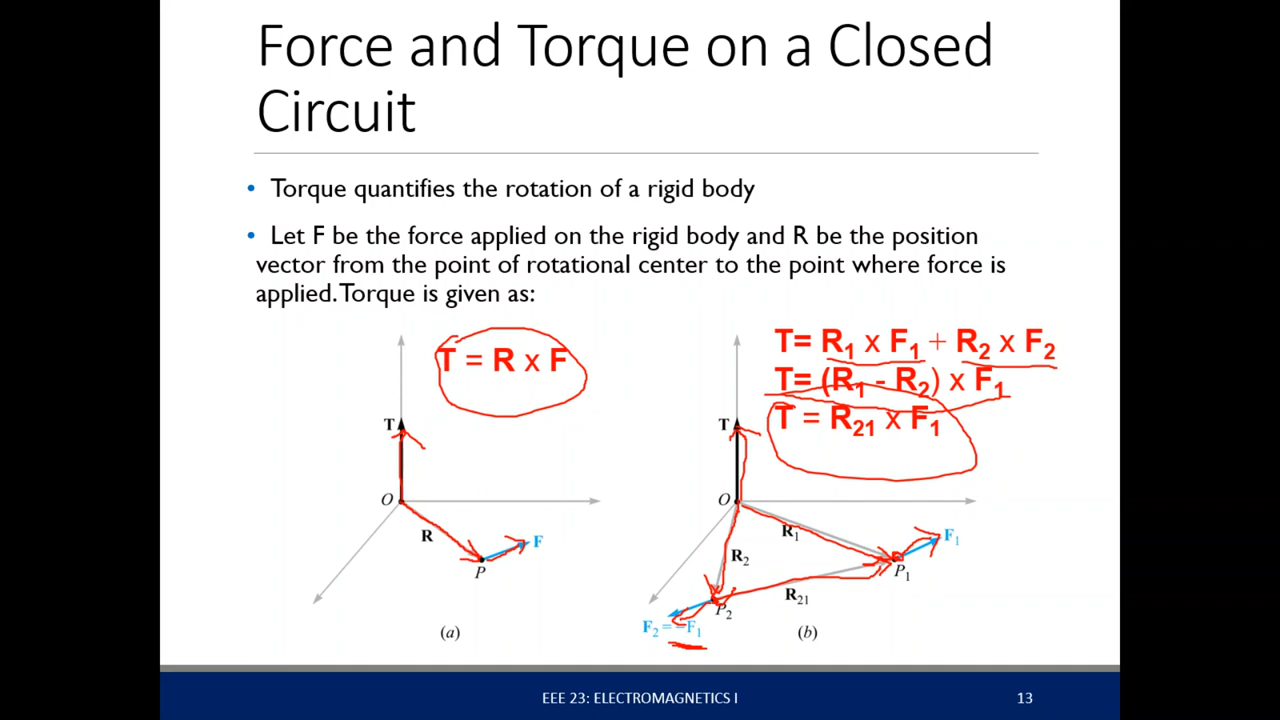 Force and Torque on a Closed
Circuit
• Torque quantifies the rotation of a rigid body
• Let F be the force applied on the rigid body and R be the position
vector from the point of rotational center to the point where force is
applied. Torque is given as:
T = R x F
T
O
R
F
P
(a)
T= R₁ x F₁ + R₂ x F₂
T= (R₁ - R₂) x F₁
T = R₂₁ x F₁
T
O
R₁
F₁
R₂
P₁
R₂₁
P₂
F₂ = −F₁
(b)
EEE 23: ELECTROMAGNETICS I
13